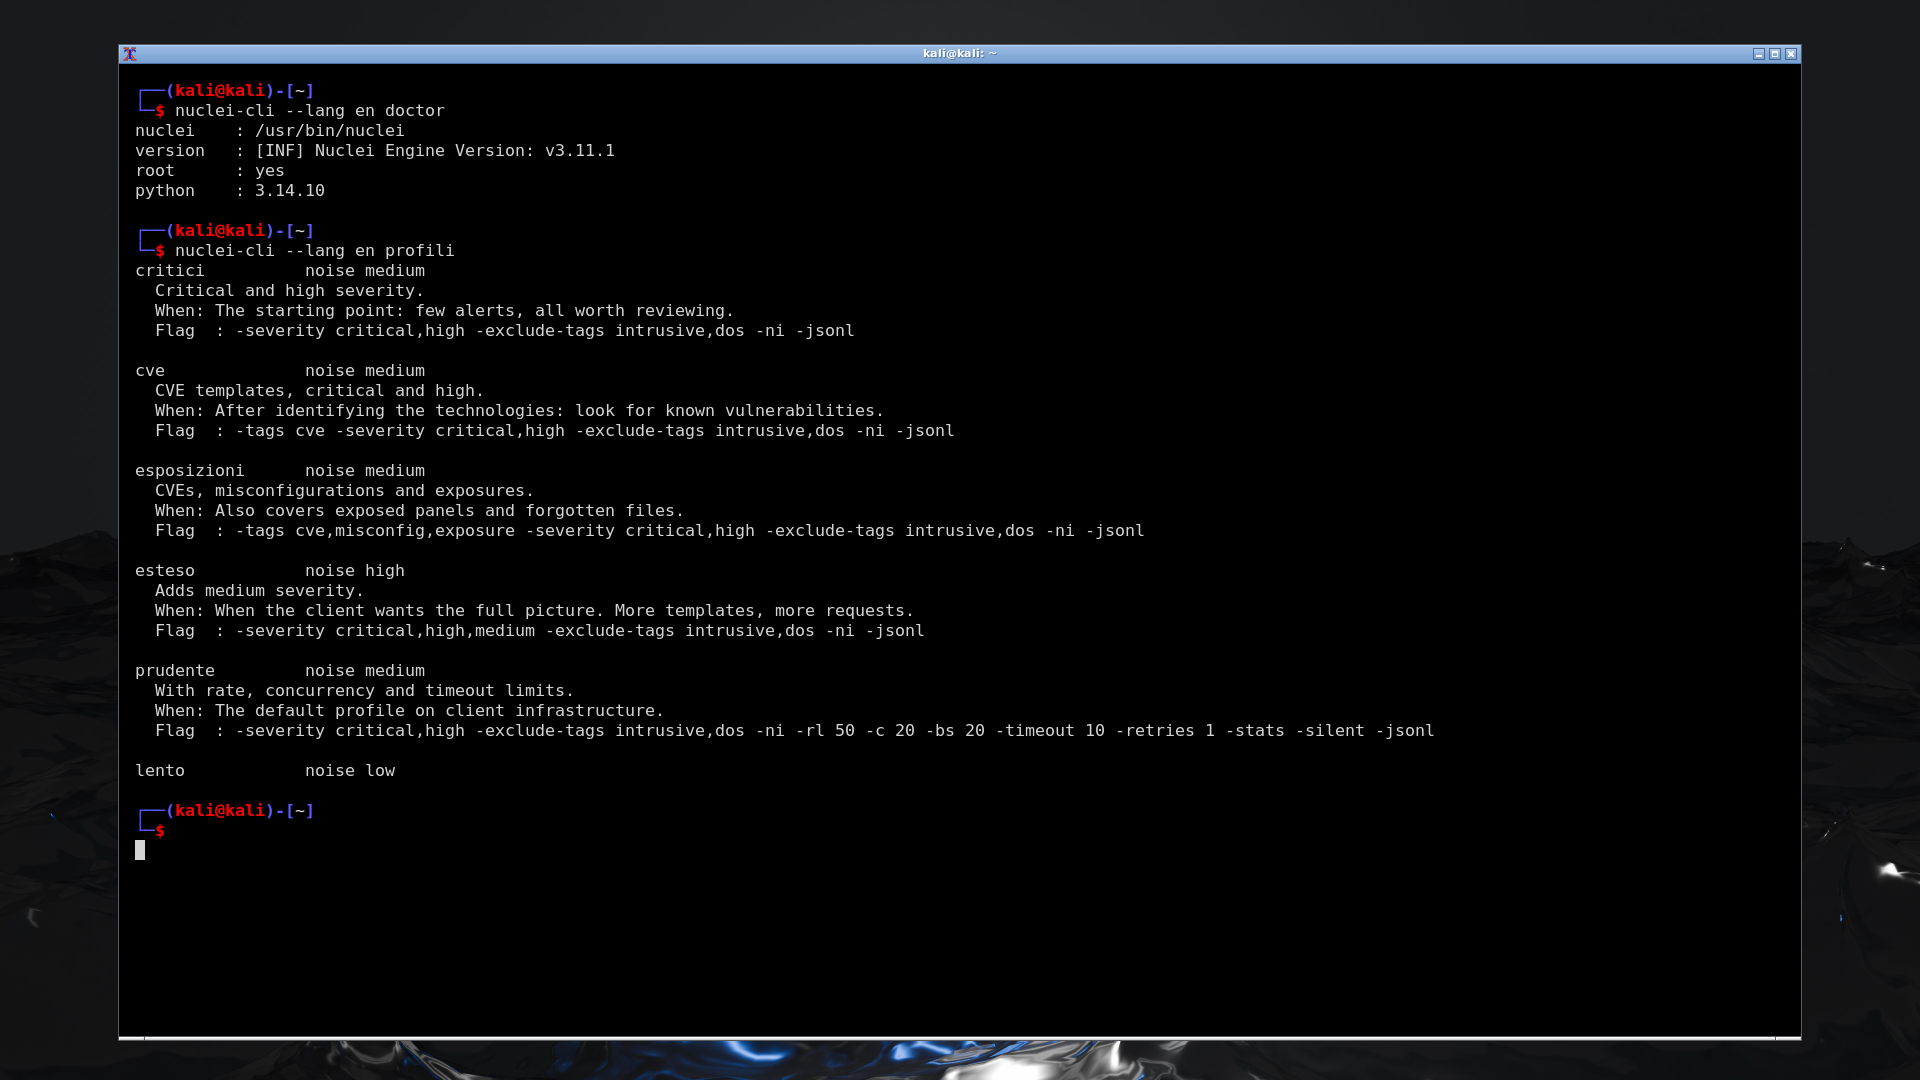 kali@kali: ~
┌──(kali@kali)-[~]
└─$ nuclei-cli --lang en doctor
nuclei    : /usr/bin/nuclei
version   : [INF] Nuclei Engine Version: v3.11.1
root      : yes
python    : 3.14.10
┌──(kali@kali)-[~]
└─$ nuclei-cli --lang en profili
critici          noise medium
  Critical and high severity.
  When: The starting point: few alerts, all worth reviewing.
  Flag  : -severity critical,high -exclude-tags intrusive,dos -ni -jsonl
cve              noise medium
  CVE templates, critical and high.
  When: After identifying the technologies: look for known vulnerabilities.
  Flag  : -tags cve -severity critical,high -exclude-tags intrusive,dos -ni -jsonl
esposizioni      noise medium
  CVEs, misconfigurations and exposures.
  When: Also covers exposed panels and forgotten files.
  Flag  : -tags cve,misconfig,exposure -severity critical,high -exclude-tags intrusive,dos -ni -jsonl
esteso           noise high
  Adds medium severity.
  When: When the client wants the full picture. More templates, more requests.
  Flag  : -severity critical,high,medium -exclude-tags intrusive,dos -ni -jsonl
prudente         noise medium
  With rate, concurrency and timeout limits.
  When: The default profile on client infrastructure.
  Flag  : -severity critical,high -exclude-tags intrusive,dos -ni -rl 50 -c 20 -bs 20 -timeout 10 -retries 1 -stats -silent -jsonl
lento            noise low
┌──(kali@kali)-[~]
└─$